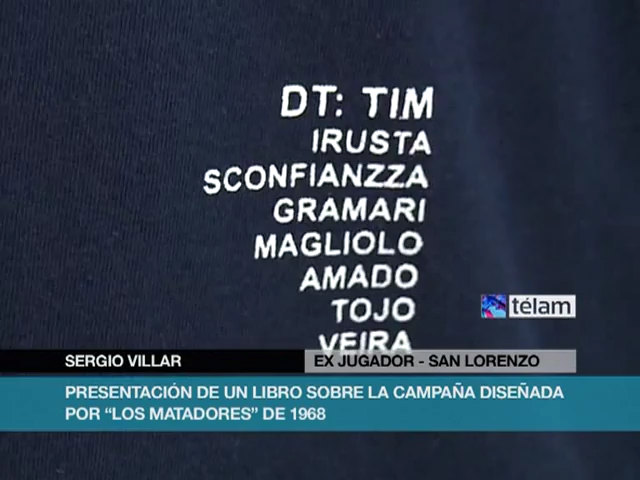 DT: TIM
IRUSTA
SCONFIANZZA
GRAMARI
MAGLIOLO
AMADO
TOJO
VEIRA
télam
SERGIO VILLAR
EX JUGADOR - SAN LORENZO
PRESENTACIÓN DE UN LIBRO SOBRE LA CAMPAÑA DISEÑADA
POR “LOS MATADORES” DE 1968